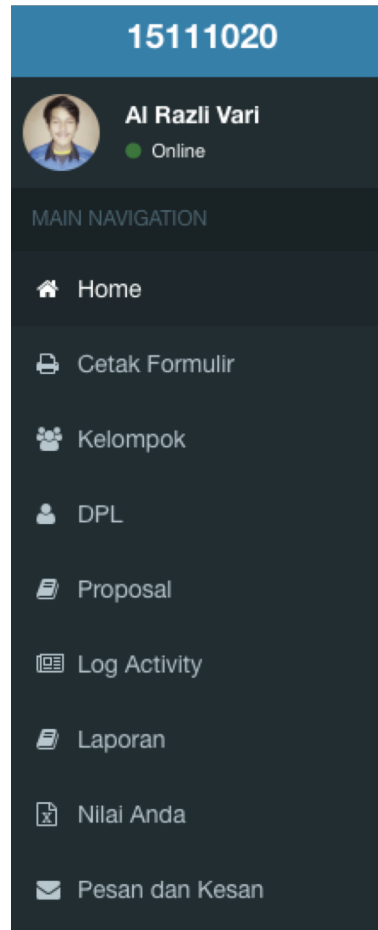 15111020
Al Razli Vari
Online
MAIN NAVIGATION
Home
Cetak Formulir
Kelompok
DPL
Proposal
Log Activity
Laporan
Nilai Anda
Pesan dan Kesan